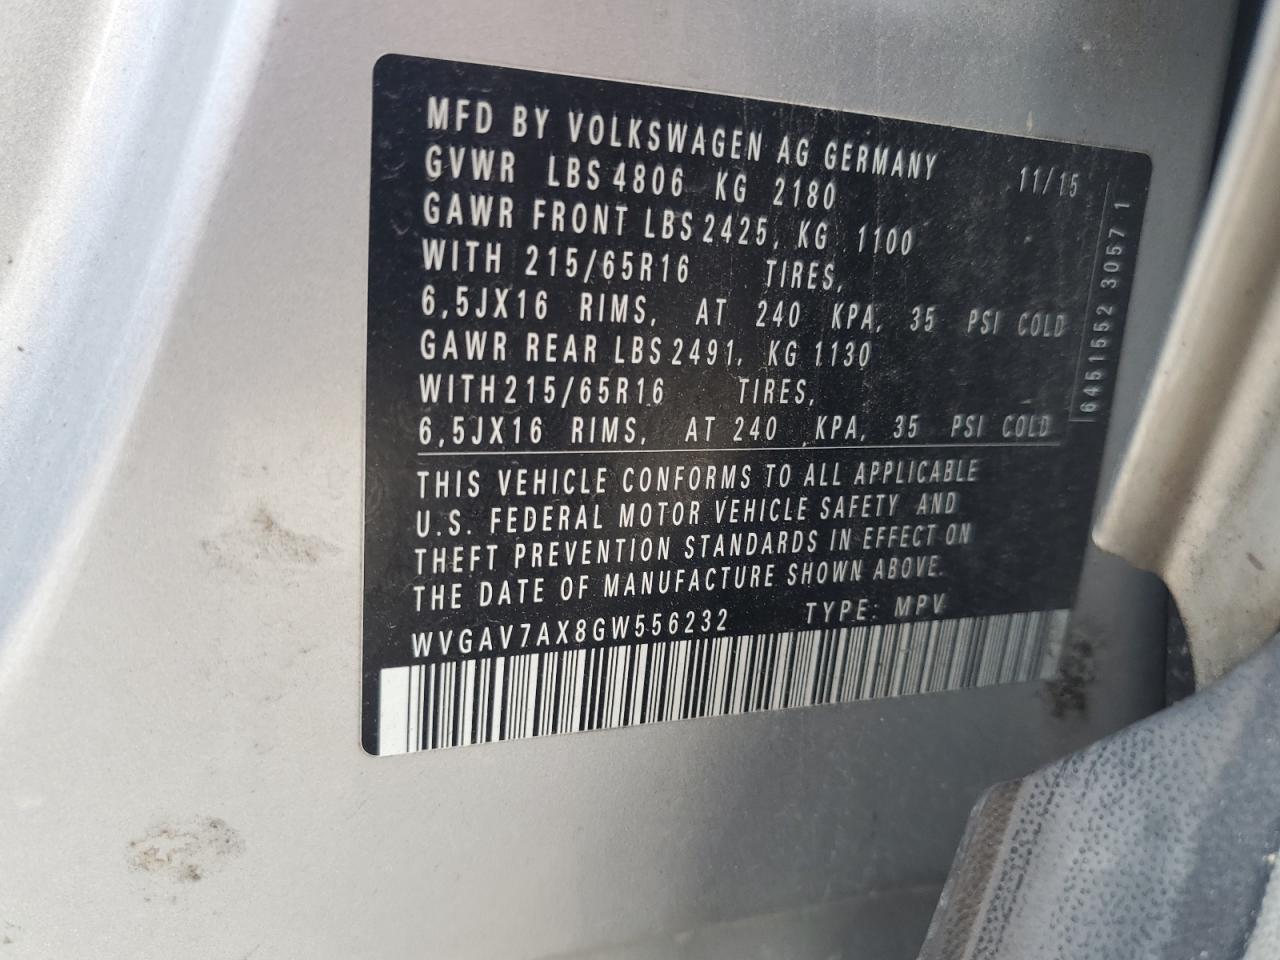 MFD BY VOLKSWAGEN AG GERMANY 11/15
GVWR LBS 4806 KG 2180
GAWR FRONT LBS 2425, KG 1100
WITH 215/65R16 TIRES,
6,5JX16 RIMS, AT 240 KPA, 35 PSI COLD
GAWR REAR LBS 2491, KG 1130
WITH 215/65R16 TIRES,
6,5JX16 RIMS, AT 240 KPA, 35 PSI COLD
THIS VEHICLE CONFORMS TO ALL APPLICABLE
U.S. FEDERAL MOTOR VEHICLE SAFETY AND
THEFT PREVENTION STANDARDS IN EFFECT ON
THE DATE OF MANUFACTURE SHOWN ABOVE.
WVGAV7AX8GW556232 TYPE: MPV
6451552 3057 1